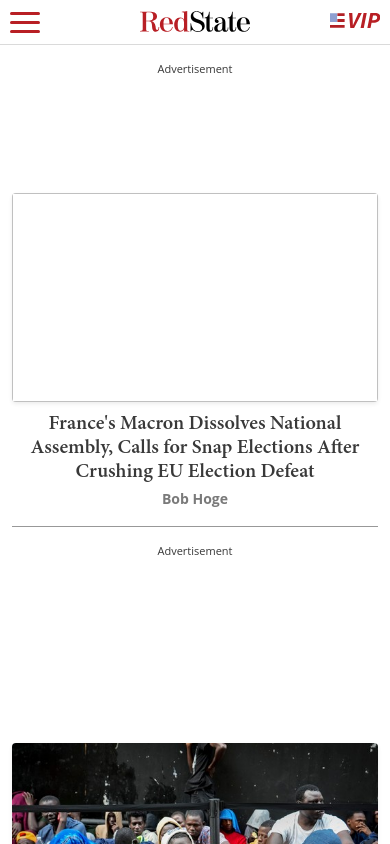 RedState
VIP
Advertisement
France's Macron Dissolves National
Assembly, Calls for Snap Elections After
Crushing EU Election Defeat
Bob Hoge
Advertisement